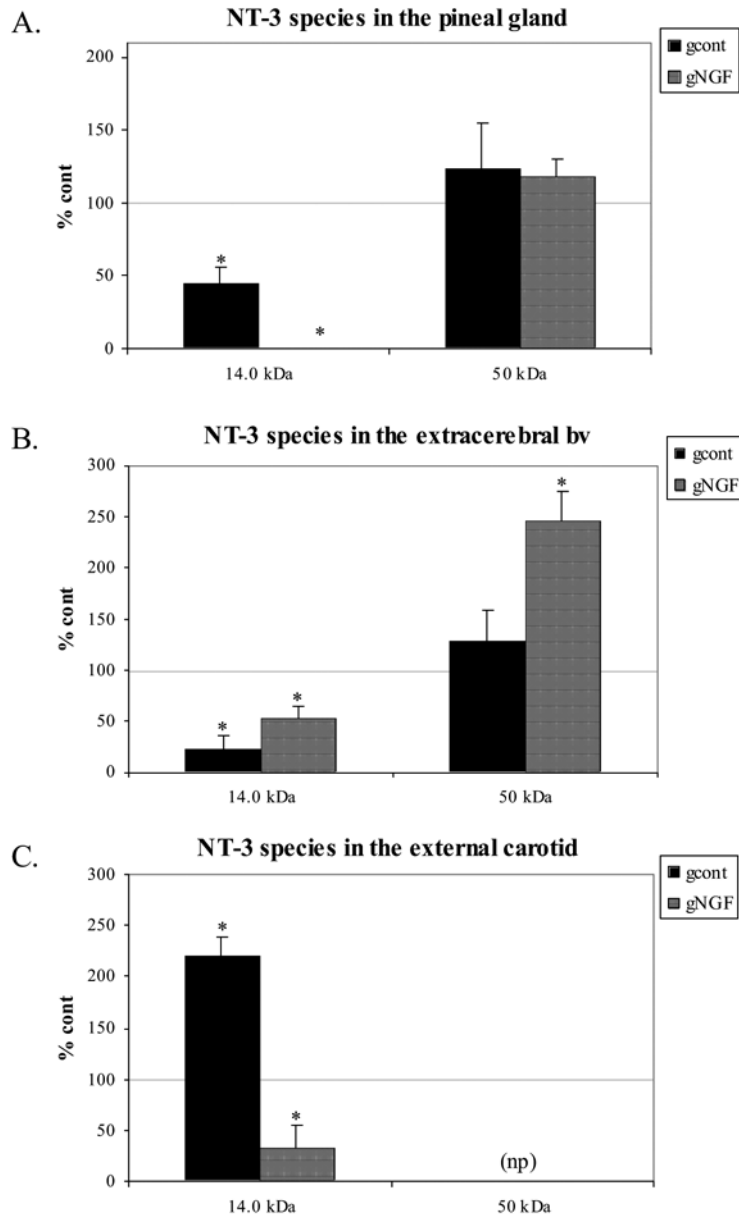 A.
NT-3 species in the pineal gland
gcont
gNGF
% cont
200
150
100
50
0
*
*
14.0 kDa 50 kDa
B.
NT-3 species in the extracerebral bv
gcont
gNGF
% cont
300
250
200
150
100
50
0
*
*
*
14.0 kDa 50 kDa
C.
NT-3 species in the external carotid
gcont
gNGF
% cont
300
250
200
150
100
50
0
*
*
(np)
14.0 kDa 50 kDa